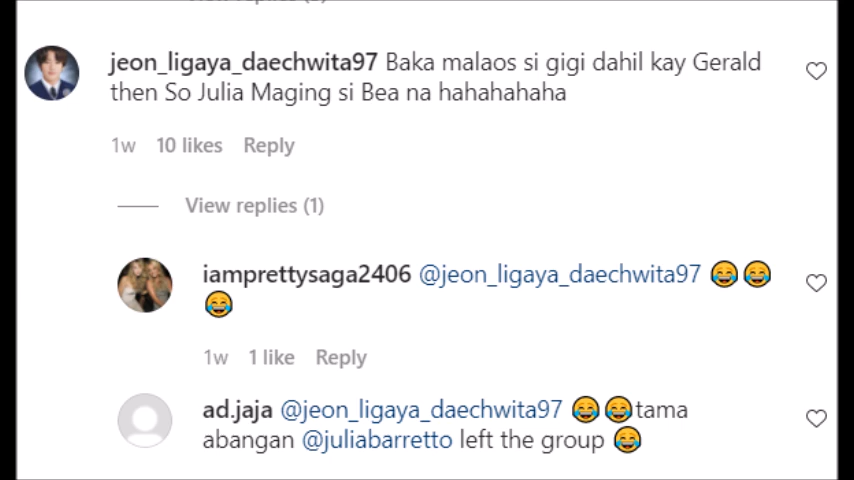 jeon_ligaya_daechwita97 Baka malaos si gigi dahil kay Gerald
then So Julia Maging si Bea na hahahahaha
1w 10 likes Reply
View replies (1)
iamprettysaga2406 @jeon_ligaya_daechwita97 😂😂
😂
1w 1 like Reply
ad.jaja @jeon_ligaya_daechwita97 😂😂tama
abangan @juliabarretto left the group 😂